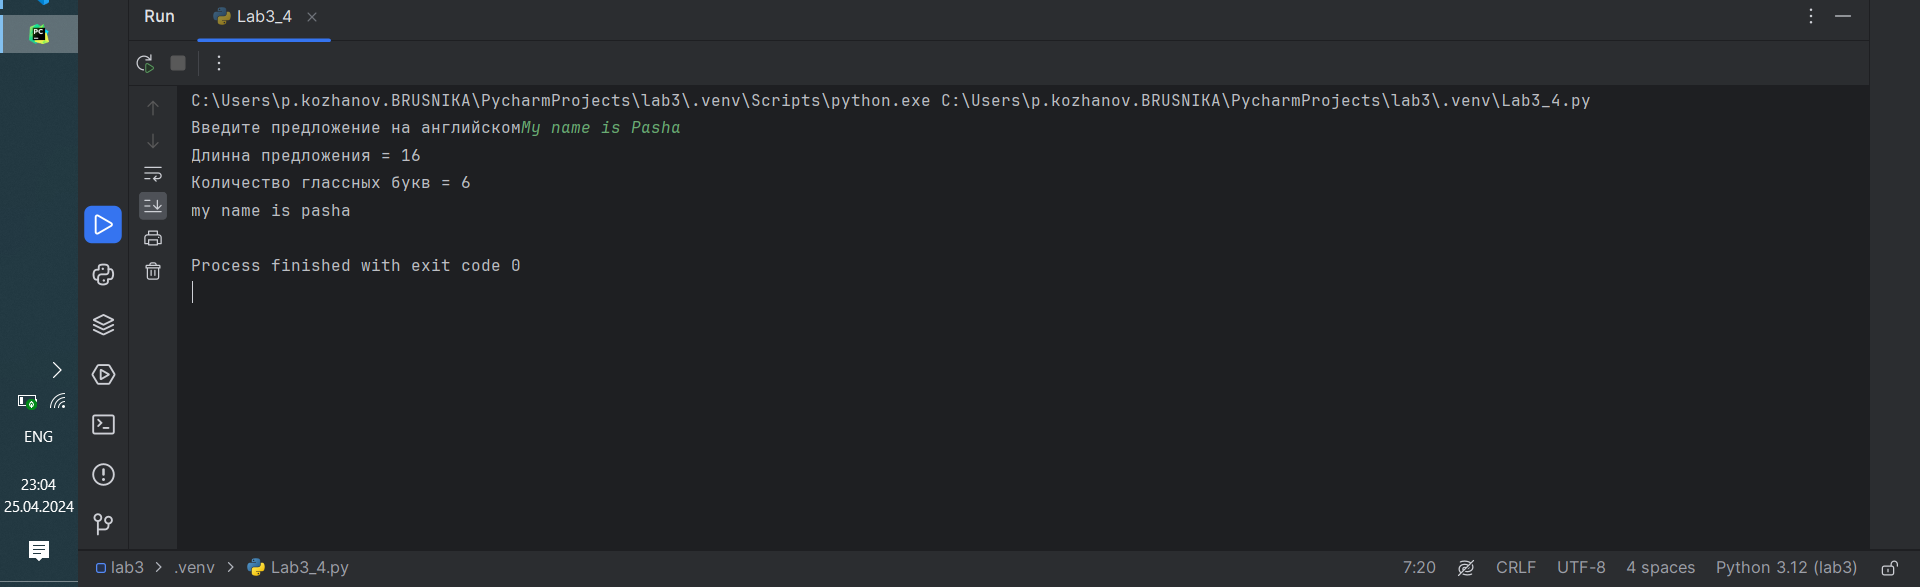 Run Lab3_4
C:\Users\p.kozhanov.BRUSNIKA\PycharmProjects\lab3\.venv\Scripts\python.exe C:\Users\p.kozhanov.BRUSNIKA\PycharmProjects\lab3\.venv\Lab3_4.py
Введите предложение на английскомMy name is Pasha
Длинна предложения = 16
Количество глассных букв = 6
my name is pasha
Process finished with exit code 0
ENG
23:04
25.04.2024
lab3 > .venv > Lab3_4.py 7:20 CRLF UTF-8 4 spaces Python 3.12 (lab3)